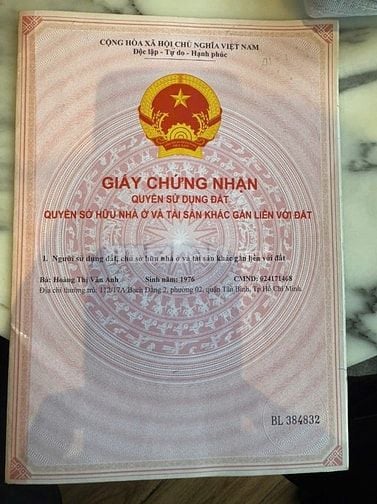 CỘNG HÒA XÃ HỘI CHỦ NGHĨA VIỆT NAM
Độc lập - Tự do - Hạnh phúc
GIẤY CHỨNG NHẬN
QUYỀN SỬ DỤNG ĐẤT
QUYỀN SỞ HỮU NHÀ Ở VÀ TÀI SẢN KHÁC GẮN LIỀN VỚI ĐẤT
I. Người sử dụng đất, chủ sở hữu nhà ở và tài sản khác gắn liền với đất
Bà: Hoàng Thị Vân Anh Sinh năm: 1976 CMND: 024171468
Địa chỉ thường trú: 112/17A Bạch Đằng 2, phường 02, quận Tân Bình, Tp Hồ Chí Minh
BL 384832